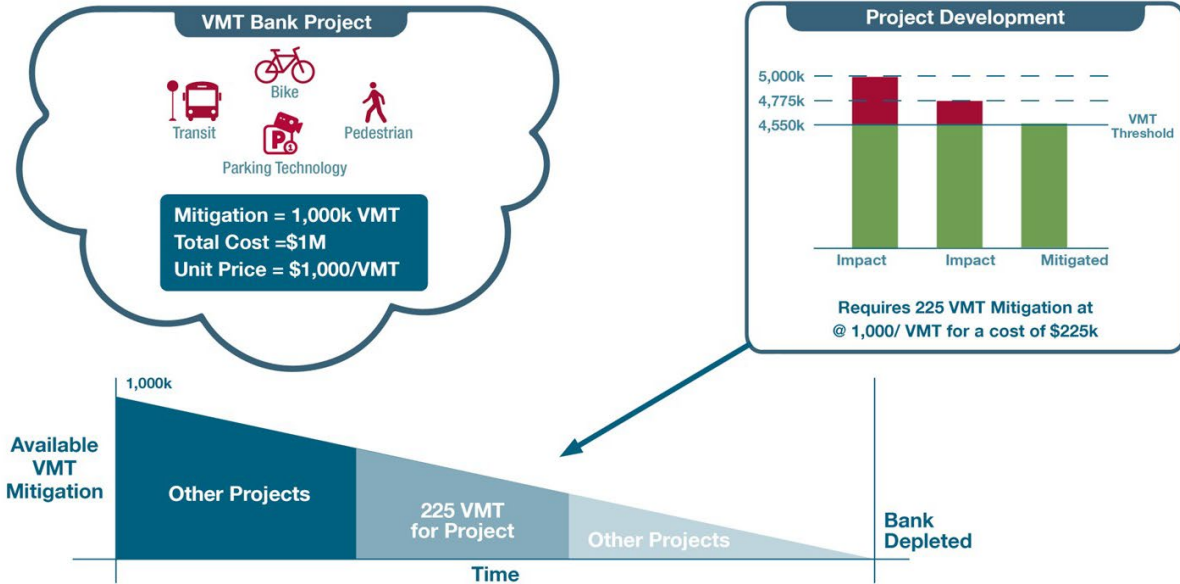 VMT Bank Project
Bike
Transit
Pedestrian
P
Parking Technology
Mitigation = 1,000k VMT
Total Cost =$1M
Unit Price = $1,000/VMT
Project Development
5,000k
4,775k
4,550k
VMT
Threshold
Impact
Impact
Mitigated
Requires 225 VMT Mitigation at
@ 1,000/ VMT for a cost of $225k
1,000k
Available
VMT
Mitigation
Other Projects
225 VMT
for Project
Other Projects
Bank
Depleted
Time